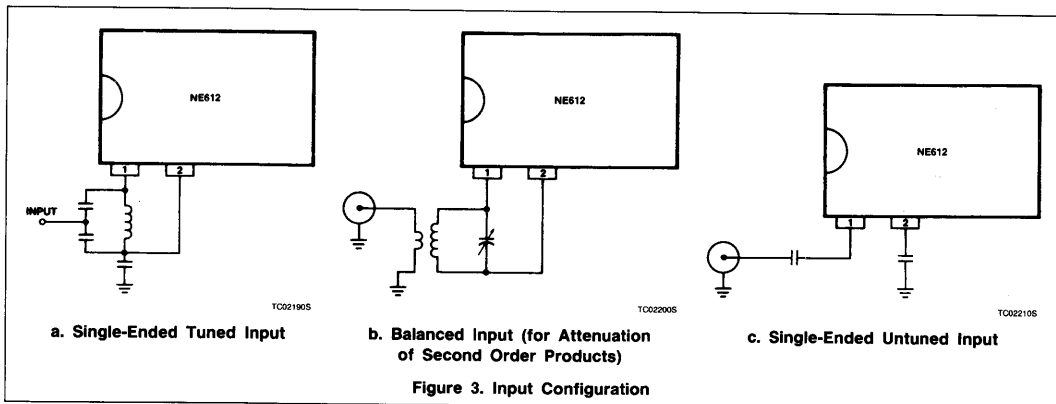 NE612
1
2
INPUT
TC02190S
a. Single-Ended Tuned Input
NE612
1
2
TC02200S
b. Balanced Input (for Attenuation
of Second Order Products)
NE612
1
2
TC02210S
c. Single-Ended Untuned Input
Figure 3. Input Configuration